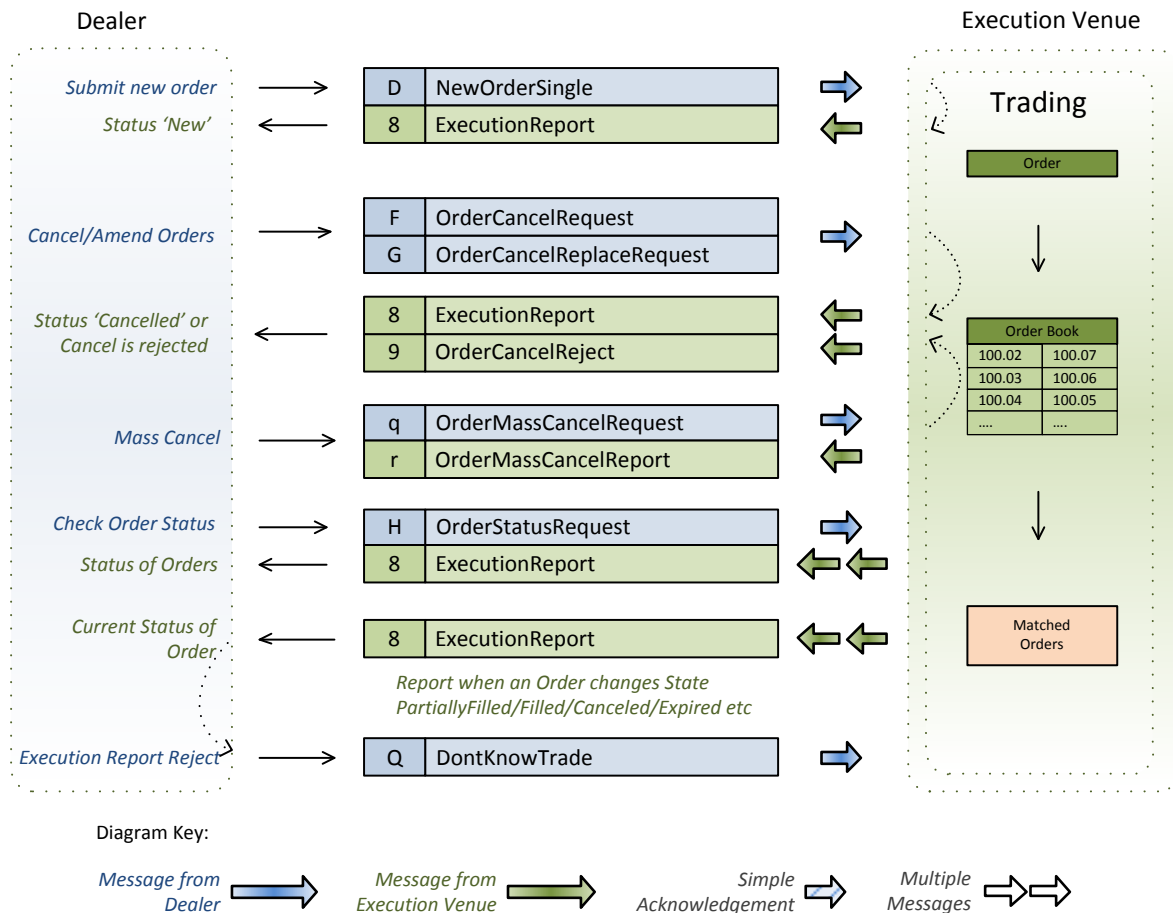 Dealer
Execution Venue
Submit new order
D NewOrderSingle
Status ‘New’
8 ExecutionReport
Trading
Order
Cancel/Amend Orders
F OrderCancelRequest
G OrderCancelReplaceRequest
Status ‘Cancelled’ or
Cancel is rejected
8 ExecutionReport
9 OrderCancelReject
Order Book
100.02 100.07
100.03 100.06
100.04 100.05
.... ....
Mass Cancel
q OrderMassCancelRequest
r OrderMassCancelReport
Check Order Status
H OrderStatusRequest
Status of Orders
8 ExecutionReport
Current Status of
Order
8 ExecutionReport
Matched
Orders
Report when an Order changes State
PartiallyFilled/Filled/Canceled/Expired etc
Execution Report Reject
Q DontKnowTrade
Diagram Key:
Message from
Dealer
Message from
Execution Venue
Simple
Acknowledgement
Multiple
Messages